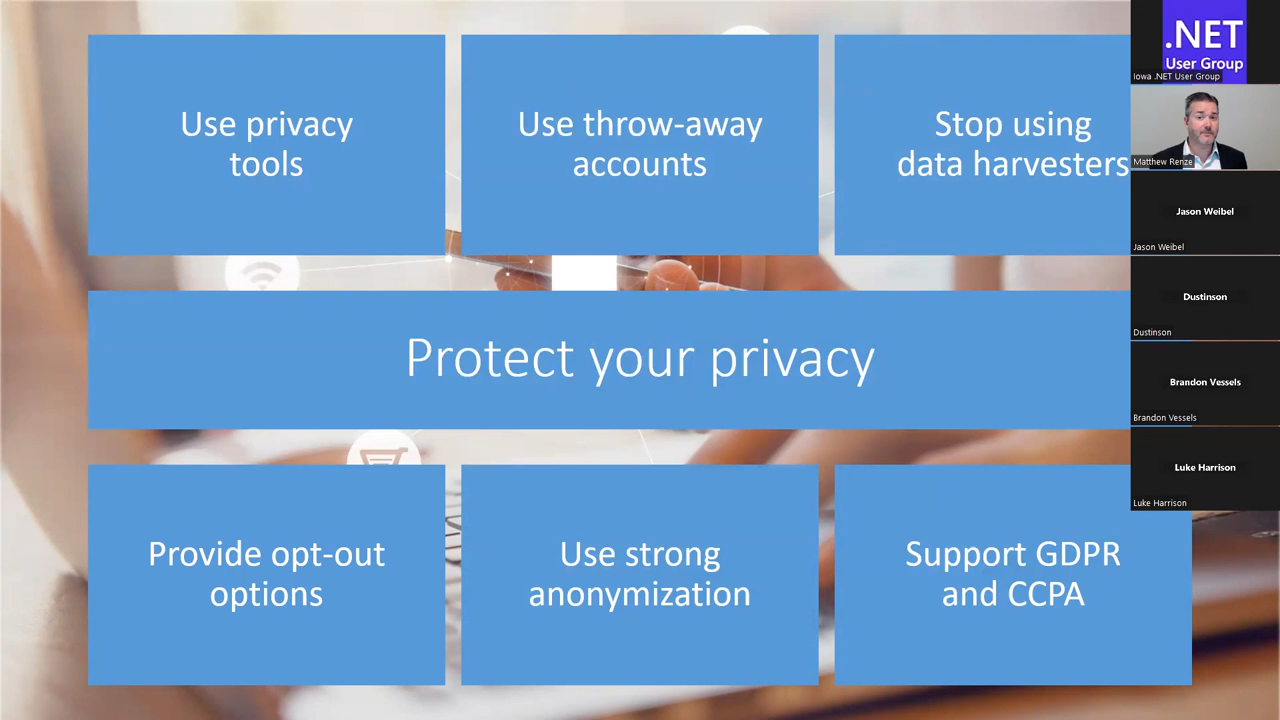 Use privacy
tools
Use throw-away
accounts
Stop using
data harvesters
Protect your privacy
Provide opt-out
options
Use strong
anonymization
Support GDPR
and CCPA
.NET
User Group
Iowa .NET User Group
Matthew Renze
Jason Weibel
Jason Weibel
Dustinson
Dustinson
Brandon Vessels
Brandon Vessels
Luke Harrison
Luke Harrison